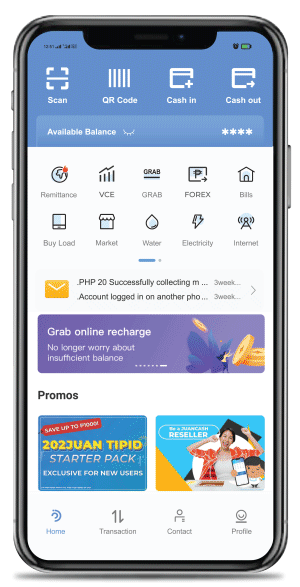 Scan QR Code Cash in Cash out
Available Balance ****
GRAB
Remittance VCE GRAB FOREX Bills
Buy Load Market Water Electricity Internet
.PHP 20 Successfully collecting m ... 3week...
.Account logged in on another pho ... 3week...
Grab online recharge
No longer worry about
insufficient balance
Promos
SAVE UP TO ₱1000!
202JUAN TIPID
STARTER PACK
EXCLUSIVE FOR NEW USERS
Be a JUANCASH
RESELLER
Home Transaction Contact Profile